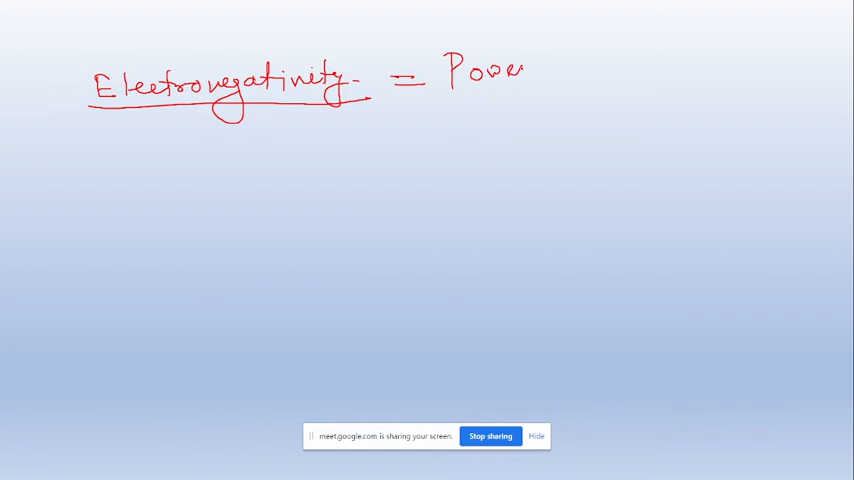 Electronegativity = Power
meet.google.com is sharing your screen. Stop sharing Hide